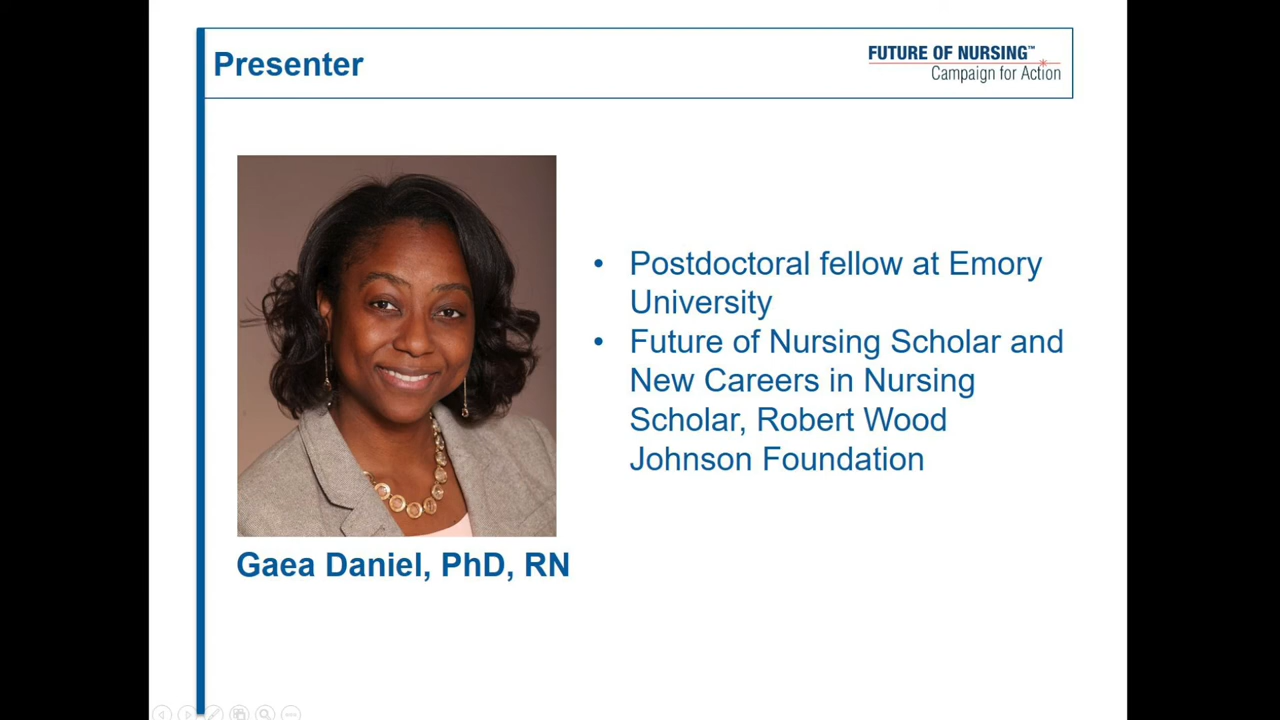 Presenter
FUTURE OF NURSING™
Campaign for Action
• Postdoctoral fellow at Emory
University
• Future of Nursing Scholar and
New Careers in Nursing
Scholar, Robert Wood
Johnson Foundation
Gaea Daniel, PhD, RN